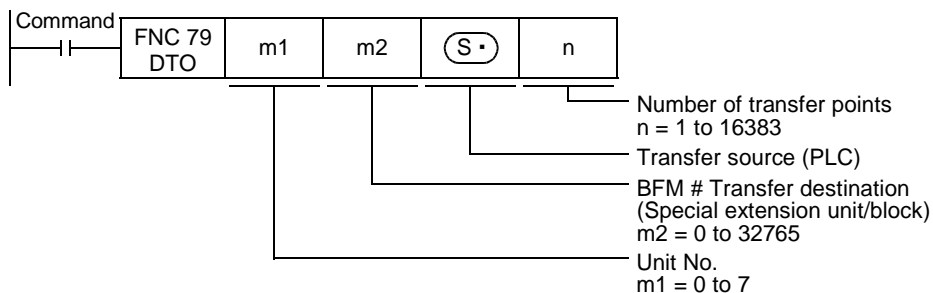 Command
FNC 79
DTO
m1
m2
S・
n
Number of transfer points
n = 1 to 16383
Transfer source (PLC)
BFM # Transfer destination
(Special extension unit/block)
m2 = 0 to 32765
Unit No.
m1 = 0 to 7